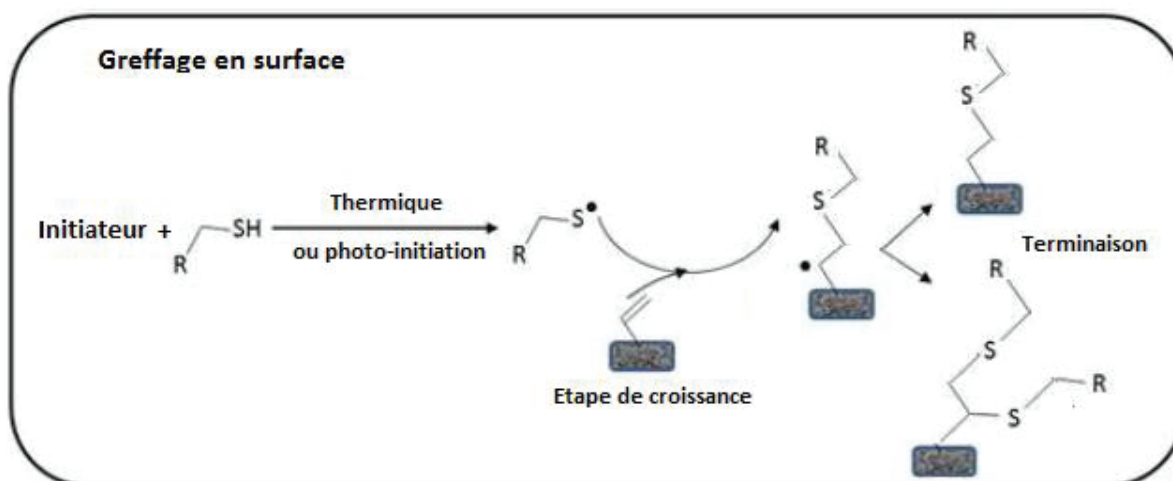 Greffage en surface
R
S
R
Initiateur +
SH
R
Thermique
ou photo-initiation
S
R
S
Terminaison
R
S
R
S
Etape de croissance